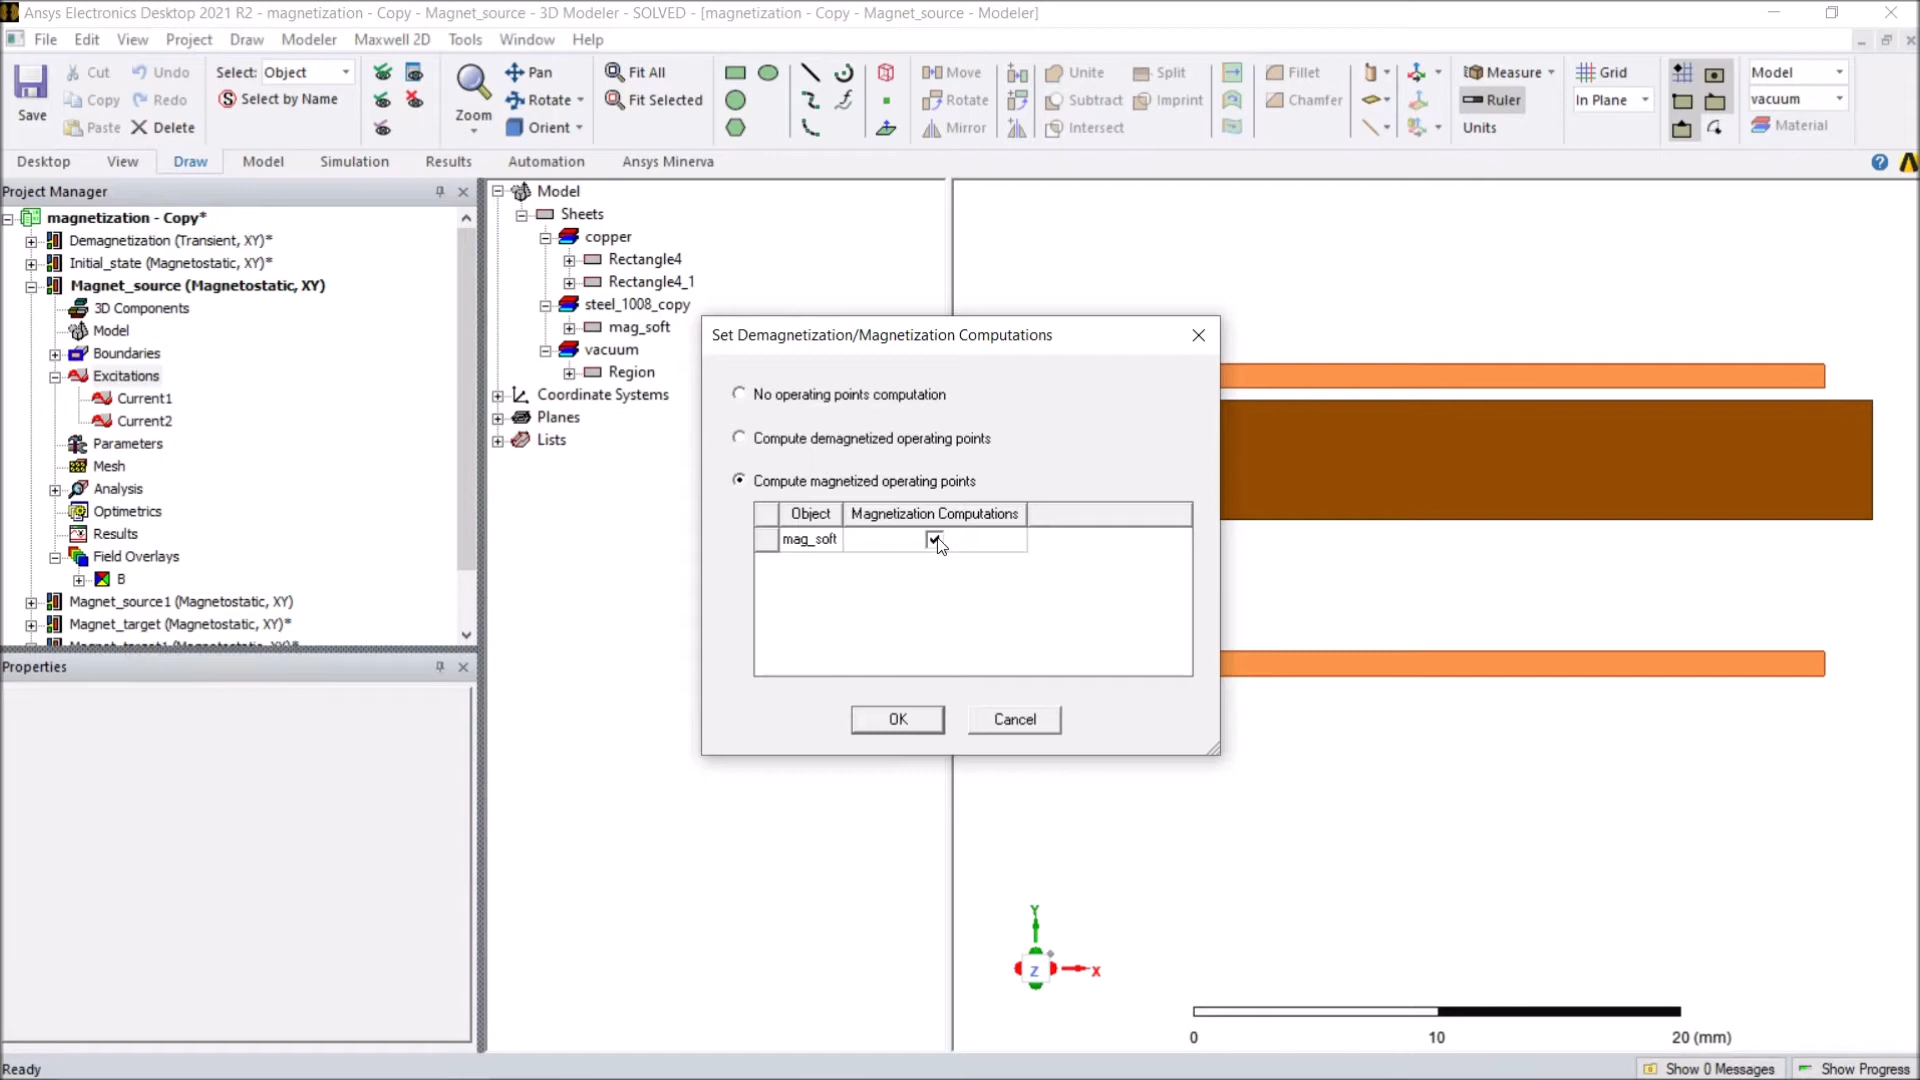 Ansys Electronics Desktop 2021 R2 - magnetization - Copy - Magnet_source - 3D Modeler - SOLVED - [magnetization - Copy - Magnet_source - Modeler]
File Edit View Project Draw Modeler Maxwell 2D Tools Window Help
Save
Cut
Copy
Paste
Undo
Redo
Delete
Select: Object
Select by Name
Zoom
Pan
Rotate
Orient
Fit All
Fit Selected
Move
Rotate
Mirror
Unite
Subtract
Intersect
Split
Imprint
Fillet
Chamfer
Measure
Ruler
Units
Grid
In Plane
Model
vacuum
Material
Desktop View Draw Model Simulation Results Automation Ansys Minerva
Project Manager
magnetization - Copy*
Demagnetization (Transient, XY)*
Initial_state (Magnetostatic, XY)*
Magnet_source (Magnetostatic, XY)
3D Components
Model
Boundaries
Excitations
Current1
Current2
Parameters
Mesh
Analysis
Optimetrics
Results
Field Overlays
B
Magnet_source1 (Magnetostatic, XY)
Magnet_target (Magnetostatic, XY)*
Magnet_target1 (Magnetostatic, XY)*
Properties
Model
Sheets
copper
Rectangle4
Rectangle4_1
steel_1008_copy
mag_soft
vacuum
Region
Coordinate Systems
Planes
Lists
Set Demagnetization/Magnetization Computations
No operating points computation
Compute demagnetized operating points
Compute magnetized operating points
Object Magnetization Computations
mag_soft
OK Cancel
Y
Z
X
0 10 20 (mm)
Ready
Show 0 Messages Show Progress